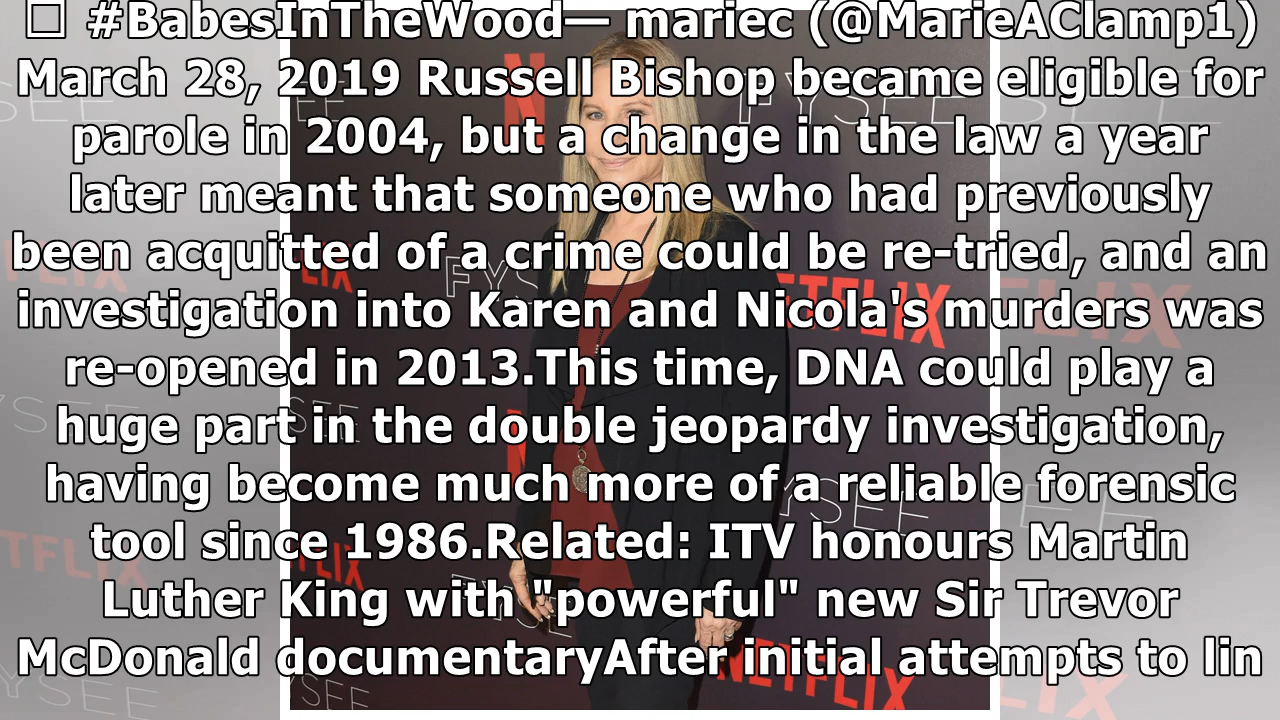 ☐ #BabesInTheWood— mariec (@MarieAClamp1)
March 28, 2019 Russell Bishop became eligible for
parole in 2004, but a change in the law a year
later meant that someone who had previously
been acquitted of a crime could be re-tried, and an
investigation into Karen and Nicola's murders was
re-opened in 2013.This time, DNA could play a
huge part in the double jeopardy investigation,
having become much more of a reliable forensic
tool since 1986.Related: ITV honours Martin
Luther King with "powerful" new Sir Trevor
McDonald documentaryAfter initial attempts to lin
FYSEE
NETFLIX
FYSEE
NETFLIX